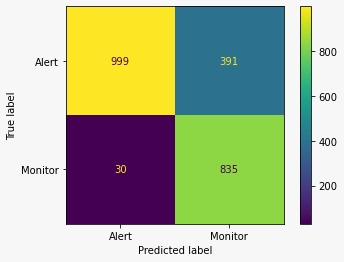 Alert
999
391
Monitor
30
835
Alert
Monitor
True label
Predicted label
800
600
400
200